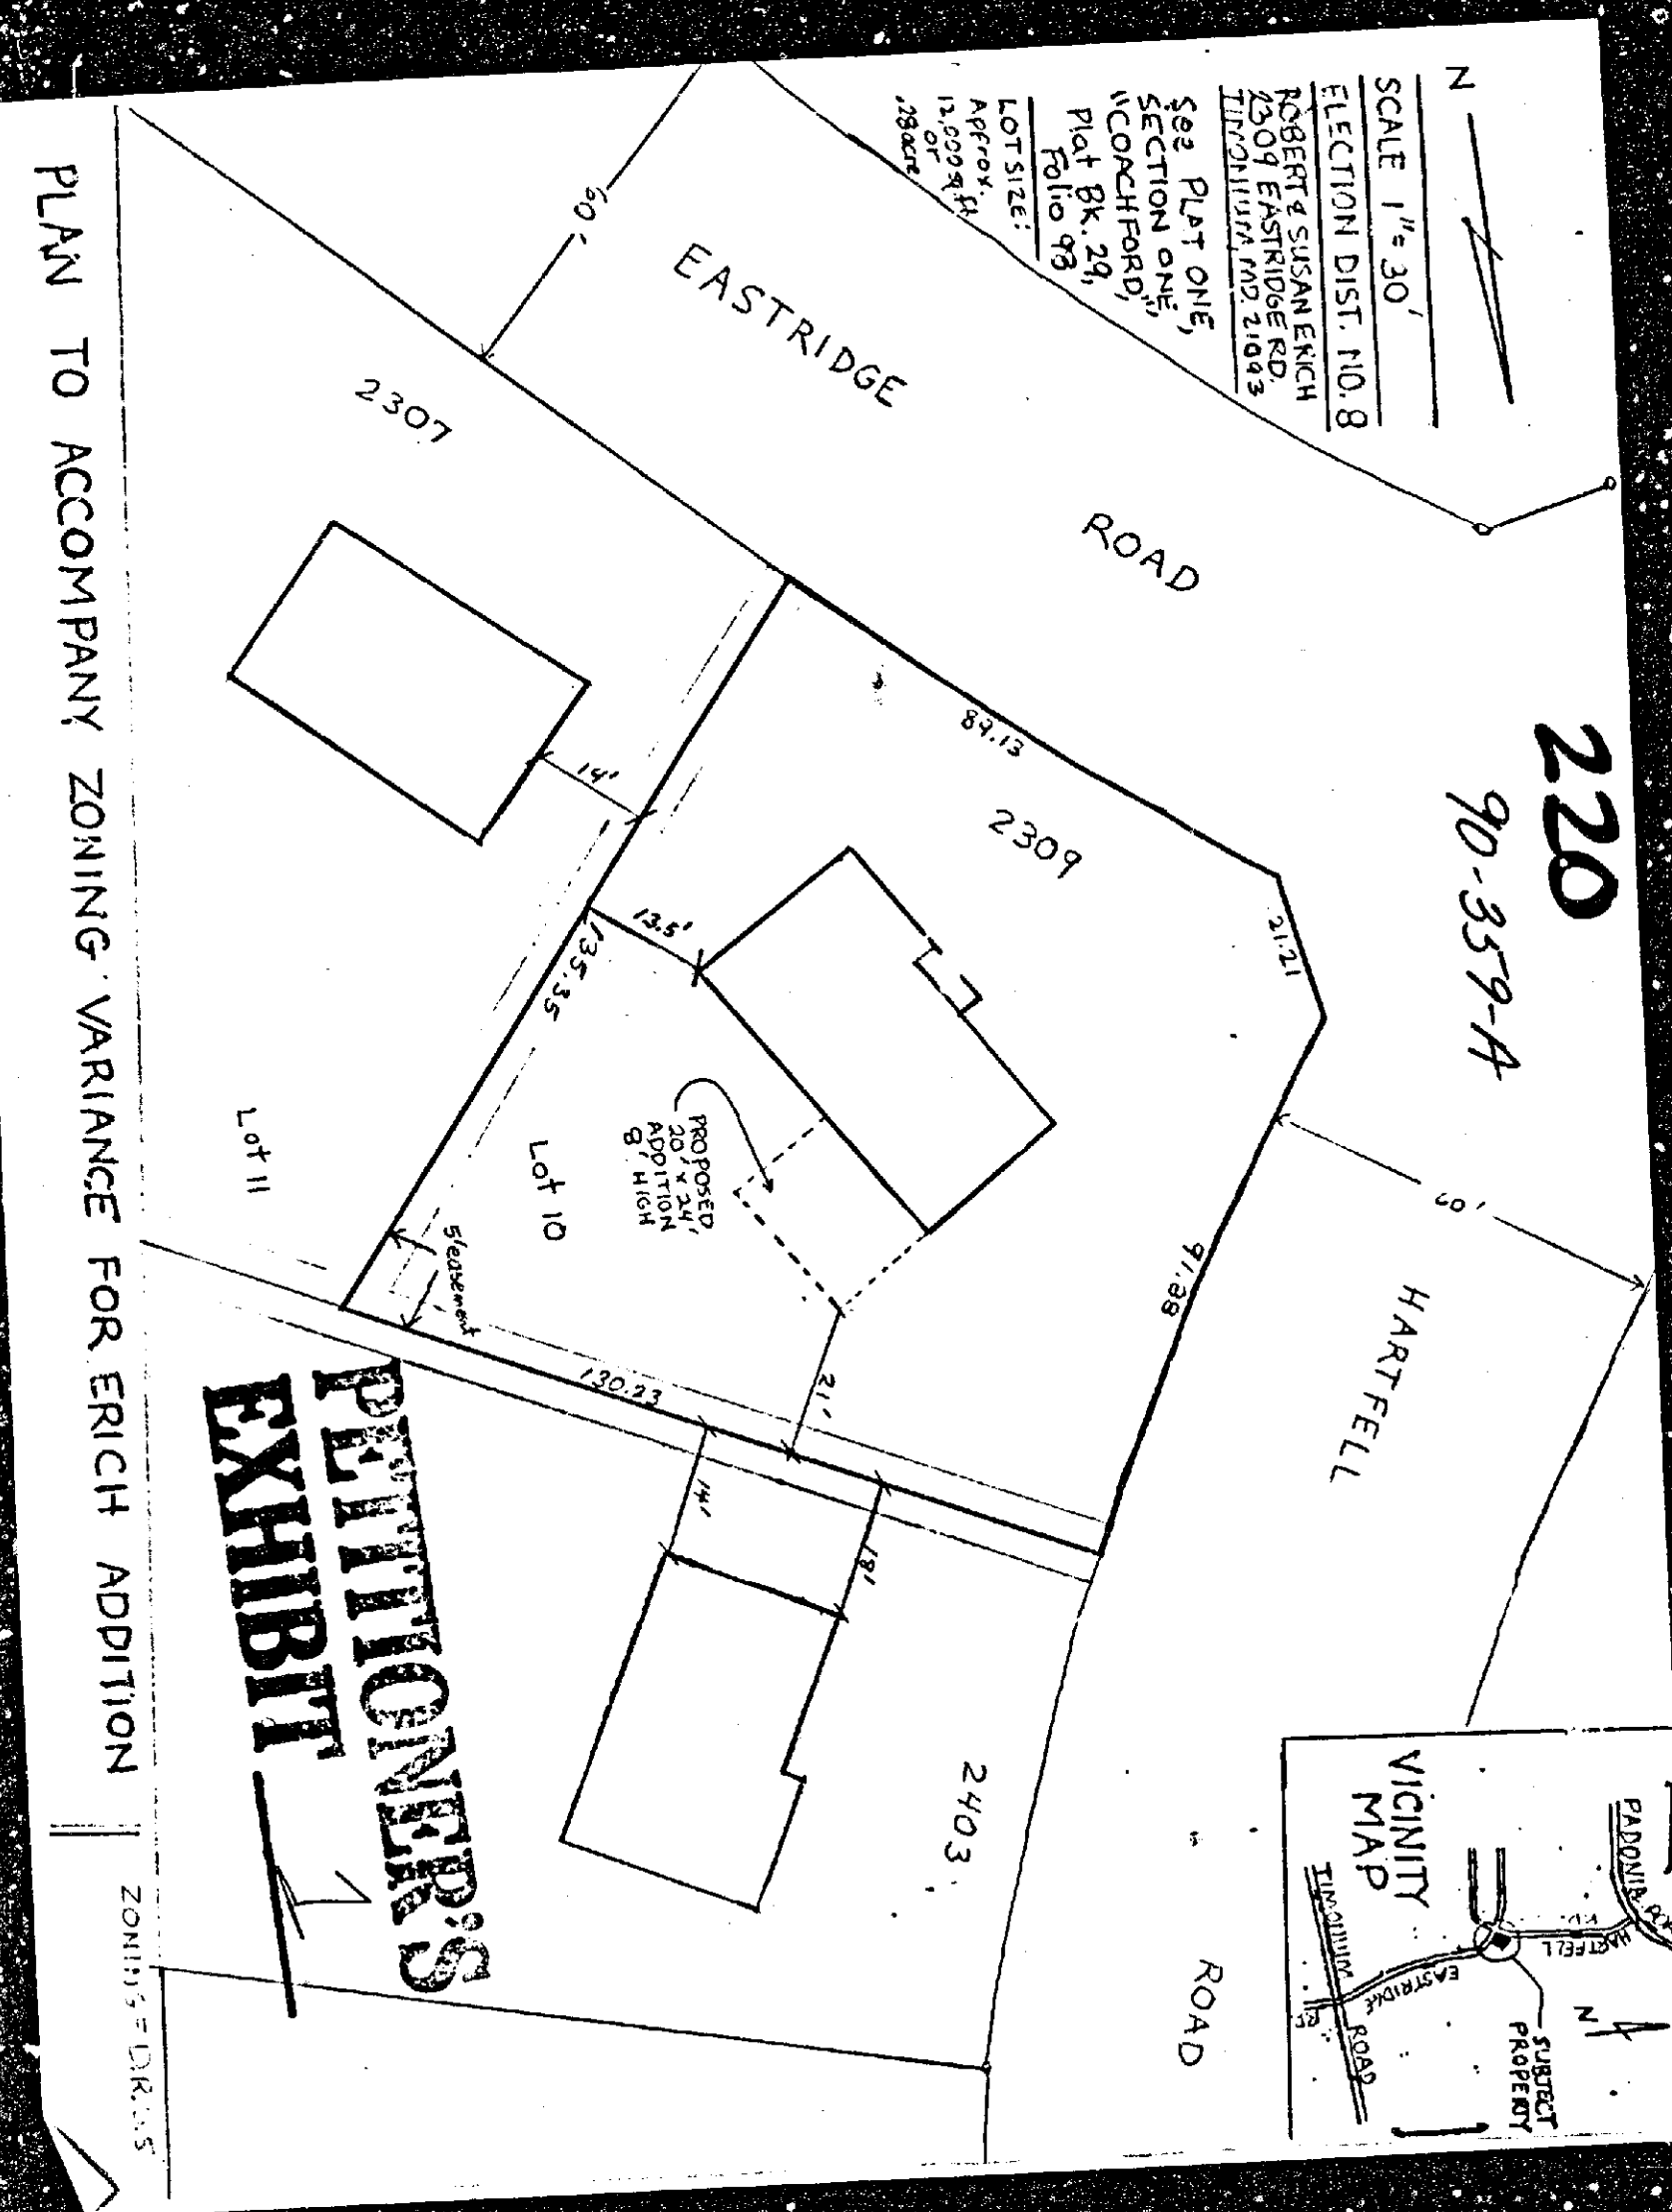 N
SCALE 1" = 30'
ELECTION DIST. NO. 8
ROBERT & SUSAN ERICH
2309 EASTRIDGE RD.
TIMONIUM, MD. 21093
See PLAT ONE,
SECTION ONE,
"COACHFORD",
Plat BK. 29,
Folio 98
LOT SIZE:
Approx.
12,000 sq. ft.
or
.28 acre
220
90-359-A
60'
EASTRIDGE
ROAD
2307
14'
89.13
2309
21.21
13.5'
135.35
60'
HARTFELL
ROAD
91.88
PROPOSED
20' x 24',
ADDITION
8' HIGH
Lot 10
Lot 11
5' easement
130.23
21'
14'
18'
2403
VICINITY
MAP
PADONIA
HARTFELL
RD.
EASTRIDGE
TIMONIUM
ROAD
SUBJECT
PROPERTY
N
PETITIONER'S
EXHIBIT 1
PLAN TO ACCOMPANY ZONING VARIANCE FOR ERICH ADDITION